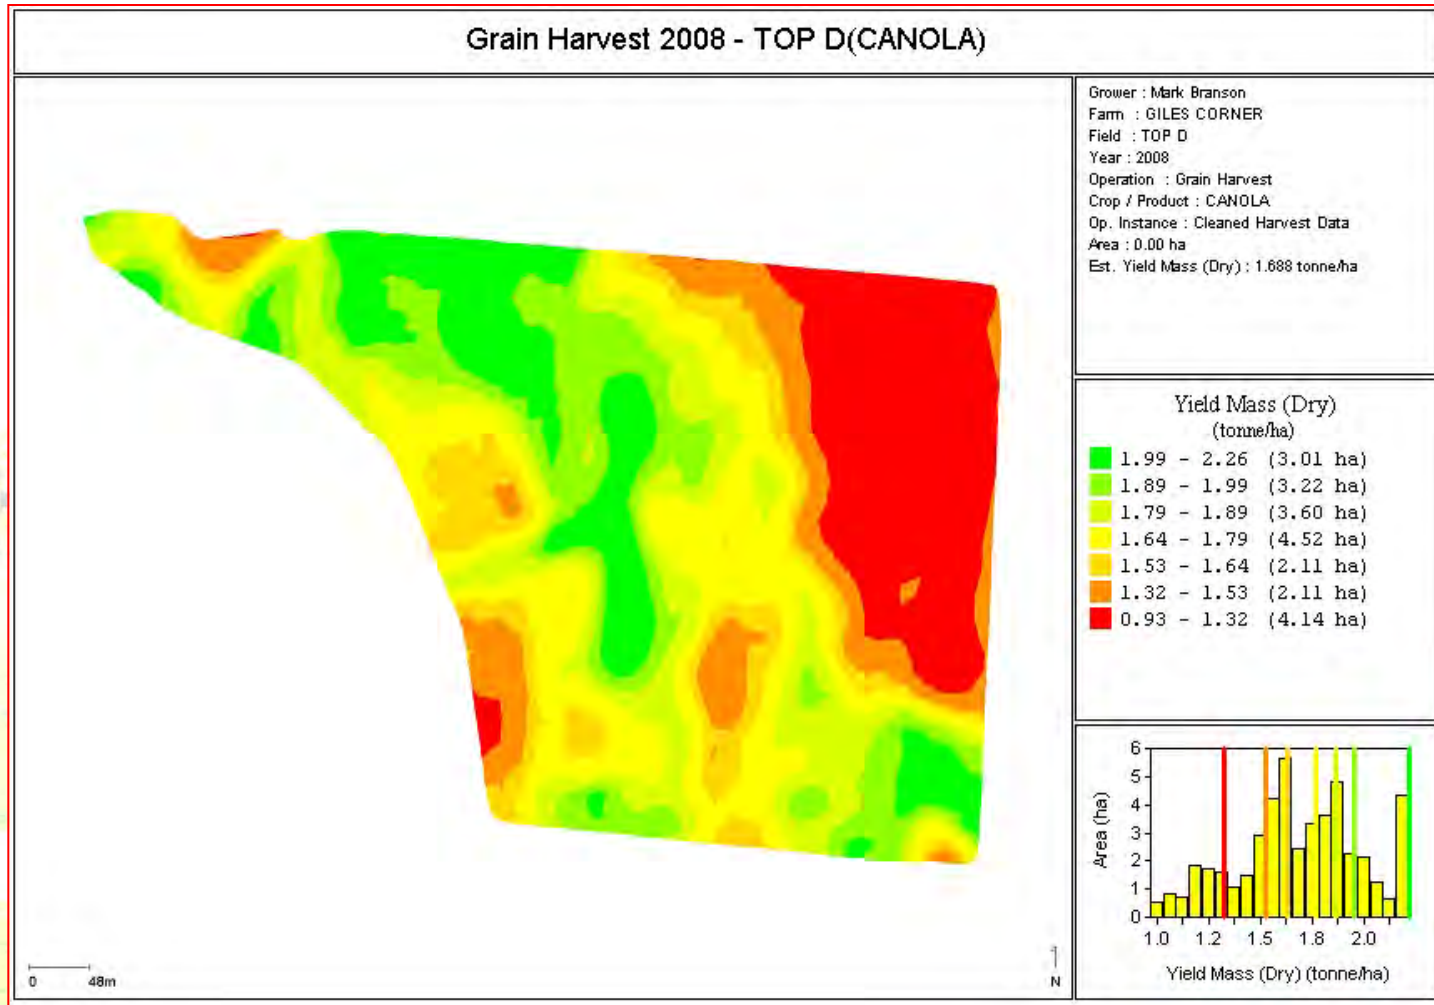 Grain Harvest 2008 - TOP D(CANOLA)
Grower : Mark Branson
Farm : GILES CORNER
Field : TOP D
Year : 2008
Operation : Grain Harvest
Crop / Product : CANOLA
Op. Instance : Cleaned Harvest Data
Area : 0.00 ha
Est. Yield Mass (Dry) : 1.688 tonne/ha
Yield Mass (Dry)
(tonne/ha)
1.99 - 2.26 (3.01 ha)
1.89 - 1.99 (3.22 ha)
1.79 - 1.89 (3.60 ha)
1.64 - 1.79 (4.52 ha)
1.53 - 1.64 (2.11 ha)
1.32 - 1.53 (2.11 ha)
0.93 - 1.32 (4.14 ha)
6
5
4
3
2
1
0
Area (ha)
1.0 1.2 1.5 1.8 2.0
Yield Mass (Dry) (tonne/ha)
0 48m
N